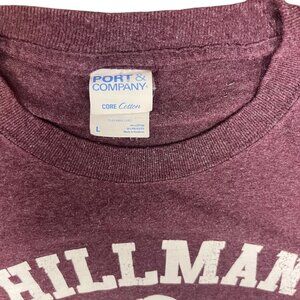 PORT &
COMPANY
CORE Cotton
L
HILLMAN